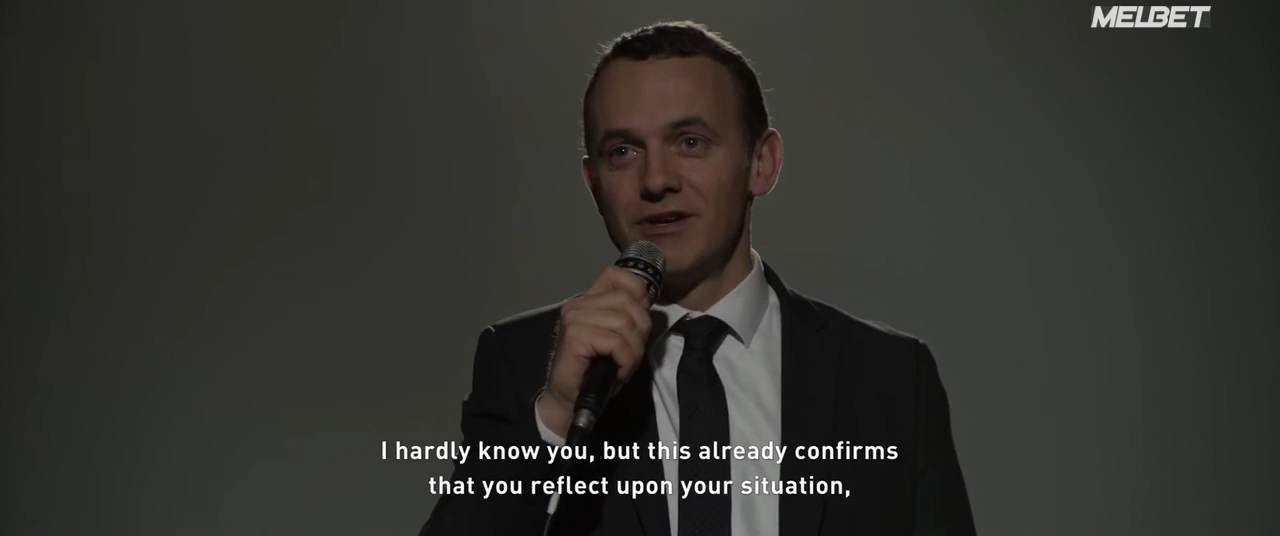 MELBET
I hardly know you, but this already confirms
that you reflect upon your situation,